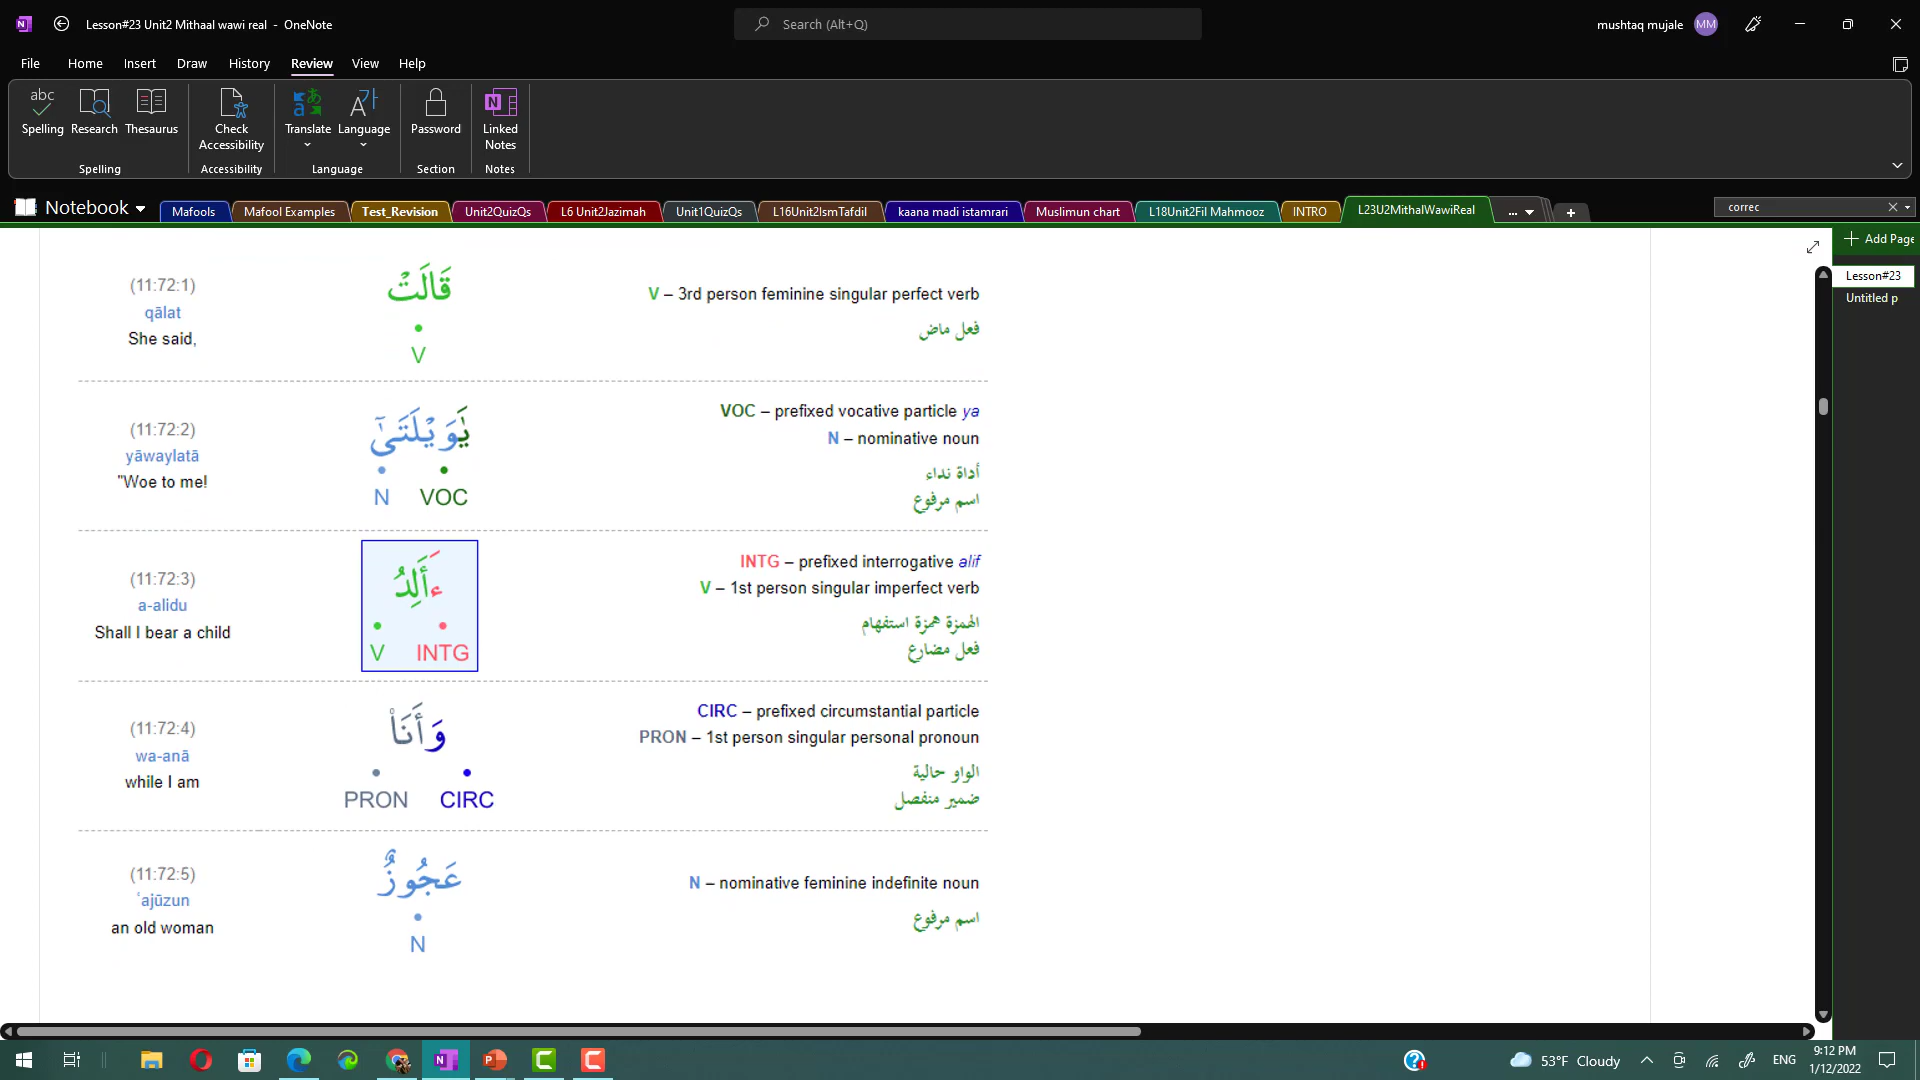 Lesson#23 Unit2 Mithaal wawi real - OneNote
Search (Alt+Q)
mushtaq mujale
MM
File
Home
Insert
Draw
History
Review
View
Help
abc
Spelling
Research
Thesaurus
Check
Accessibility
Translate
Language
Password
Linked
Notes
Spelling
Accessibility
Language
Section
Notes
Notebook
Mafools
Mafool Examples
Test_Revision
Unit2QuizQs
L6 Unit2Jazimah
Unit1QuizQs
L16Unit2IsmTafdil
kaana madi istamrari
Muslimun chart
L18Unit2Fil Mahmooz
INTRO
L23U2MithalWawiReal
...
correc
Add Page
Lesson#23
Untitled p
(11:72:1)
qālat
She said,
قَالَتْ
V
V – 3rd person feminine singular perfect verb
فعل ماض
(11:72:2)
yāwaylatā
"Woe to me!
يَٰوَيْلَتَىٰٓ
N VOC
VOC – prefixed vocative particle ya
N – nominative noun
أداة نداء
اسم مرفوع
(11:72:3)
a-alidu
Shall I bear a child
ءَأَلِدُ
V INTG
INTG – prefixed interrogative alif
V – 1st person singular imperfect verb
الهمزة همزة استفهام
فعل مضارع
(11:72:4)
wa-anā
while I am
وَأَنَا۠
PRON CIRC
CIRC – prefixed circumstantial particle
PRON – 1st person singular personal pronoun
الواو حالية
ضمير منفصل
(11:72:5)
ʿajūzun
an old woman
عَجُوزٌ
N
N – nominative feminine indefinite noun
اسم مرفوع
53°F Cloudy
ENG
9:12 PM
1/12/2022